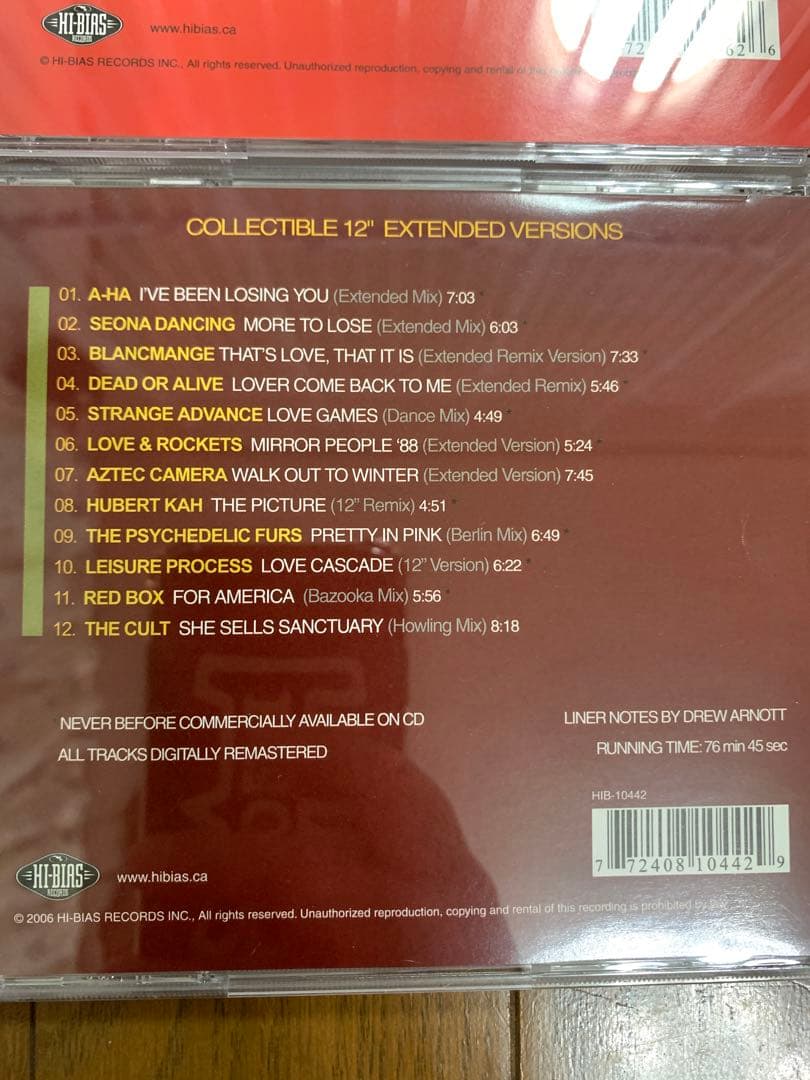 HI-BIAS
RECORDS
www.hibias.ca
72 62 6
© HI-BIAS RECORDS INC., All rights reserved. Unauthorized reproduction, copying and rental of
COLLECTIBLE 12" EXTENDED VERSIONS
01. A-HA I'VE BEEN LOSING YOU (Extended Mix) 7:03 *
02. SEONA DANCING MORE TO LOSE (Extended Mix) 6:03 *
03. BLANCMANGE THAT'S LOVE, THAT IT IS (Extended Remix Version) 7:33 *
04. DEAD OR ALIVE LOVER COME BACK TO ME (Extended Remix) 5:46 *
05. STRANGE ADVANCE LOVE GAMES (Dance Mix) 4:49 *
06. LOVE & ROCKETS MIRROR PEOPLE '88 (Extended Version) 5:24 *
07. AZTEC CAMERA WALK OUT TO WINTER (Extended Version) 7:45
08. HUBERT KAH THE PICTURE (12" Remix) 4:51 *
09. THE PSYCHEDELIC FURS PRETTY IN PINK (Berlin Mix) 6:49 *
10. LEISURE PROCESS LOVE CASCADE (12" Version) 6:22 *
11. RED BOX FOR AMERICA (Bazooka Mix) 5:56 *
12. THE CULT SHE SELLS SANCTUARY (Howling Mix) 8:18
NEVER BEFORE COMMERCIALLY AVAILABLE ON CD
LINER NOTES BY DREW ARNOTT
ALL TRACKS DIGITALLY REMASTERED
RUNNING TIME: 76 min 45 sec
HIB-10442
7 72408 10442 9
HI-BIAS
RECORDS
www.hibias.ca
© 2006 HI-BIAS RECORDS INC., All rights reserved. Unauthorized reproduction, copying and rental of this recording is prohibited by law